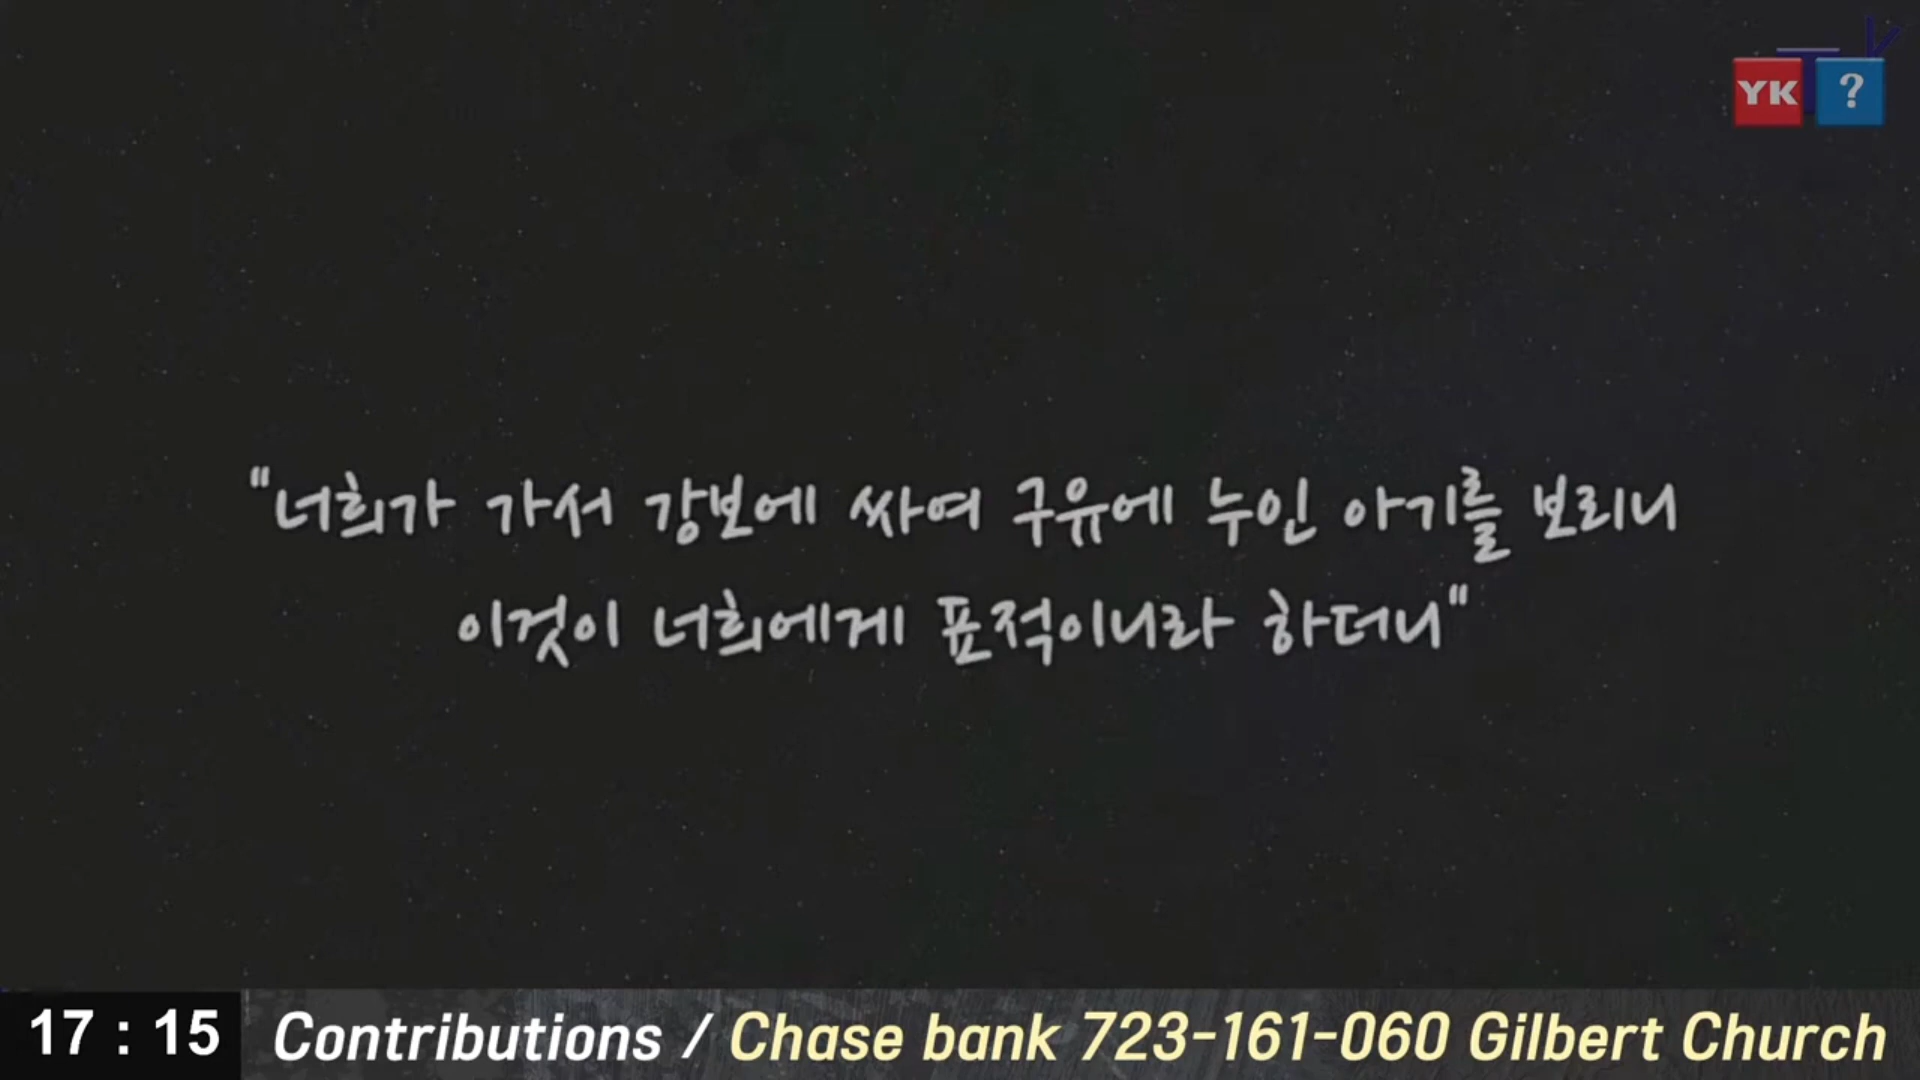 YK ?
"너희가 가서 강보에 싸여 구유에 누인 아기를 보리니
이것이 너희에게 표적이니라 하더니"
17 : 15 Contributions / Chase bank 723-161-060 Gilbert Church